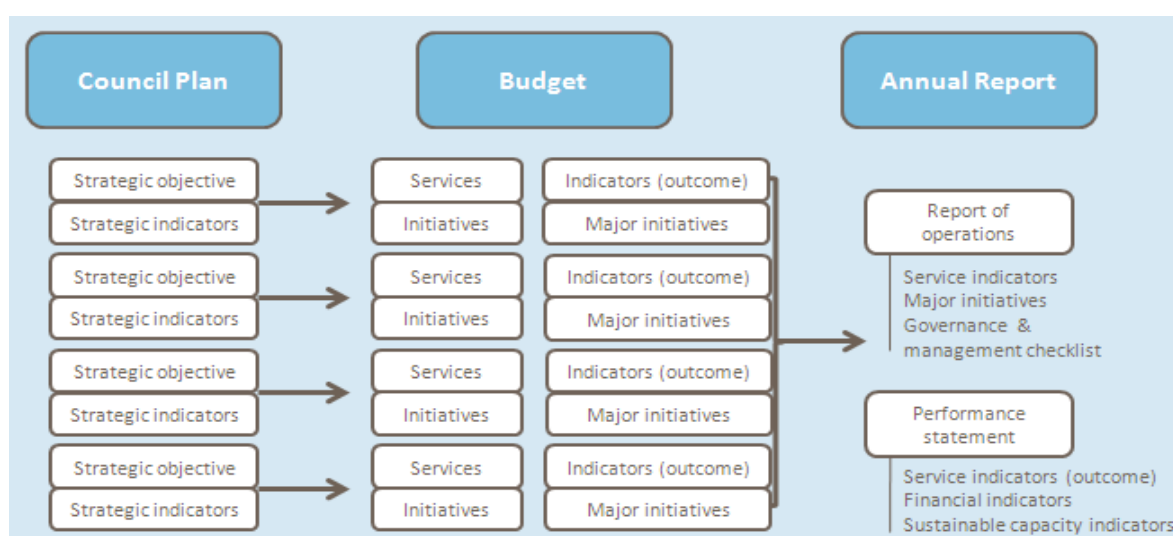 Council Plan
Budget
Annual Report
Strategic objective
Strategic indicators
Services
Initiatives
Indicators (outcome)
Major initiatives
Strategic objective
Strategic indicators
Services
Initiatives
Indicators (outcome)
Major initiatives
Strategic objective
Strategic indicators
Services
Initiatives
Indicators (outcome)
Major initiatives
Strategic objective
Strategic indicators
Services
Initiatives
Indicators (outcome)
Major initiatives
Report of
operations
Service indicators
Major initiatives
Governance &
management checklist
Performance
statement
Service indicators (outcome)
Financial indicators
Sustainable capacity indicators